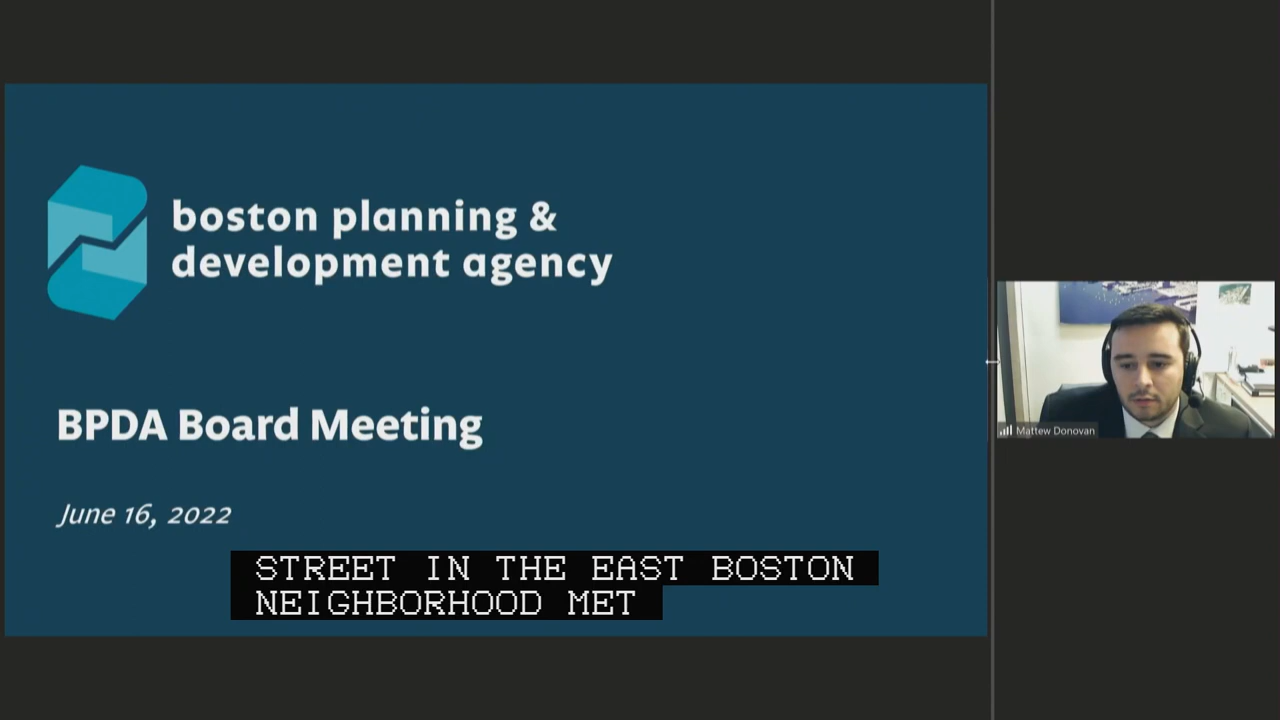 boston planning &
development agency
BPDA Board Meeting
June 16, 2022
STREET IN THE EAST BOSTON
NEIGHBORHOOD MET
Mattew Donovan